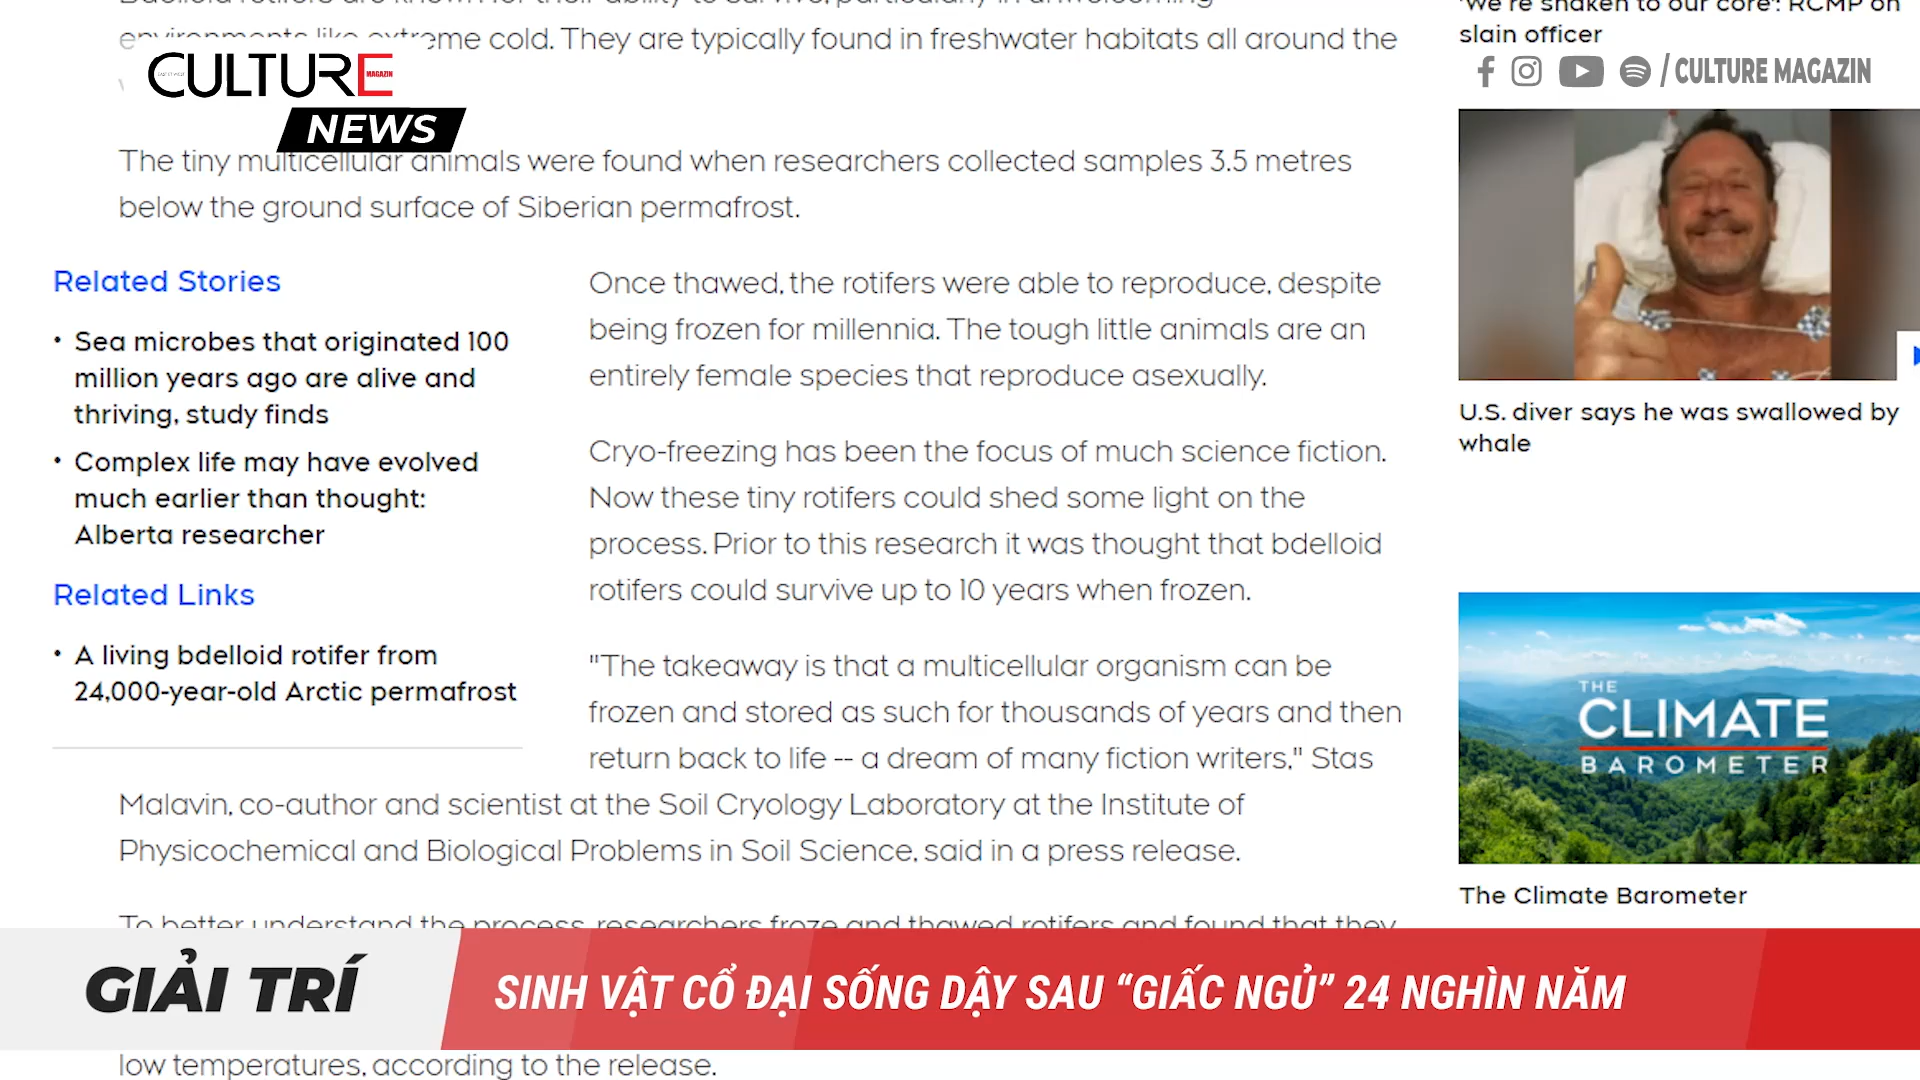 Bdelloid rotifers are known for their ability to survive, particularly in unwelcoming
environments like extreme cold. They are typically found in freshwater habitats all around the
CULTURE
MAGAZIN
NEWS
The tiny multicellular animals were found when researchers collected samples 3.5 metres
below the ground surface of Siberian permafrost.
Related Stories
• Sea microbes that originated 100
million years ago are alive and
thriving, study finds
• Complex life may have evolved
much earlier than thought:
Alberta researcher
Related Links
• A living bdelloid rotifer from
24,000-year-old Arctic permafrost
Once thawed, the rotifers were able to reproduce, despite
being frozen for millennia. The tough little animals are an
entirely female species that reproduce asexually.
Cryo-freezing has been the focus of much science fiction.
Now these tiny rotifers could shed some light on the
process. Prior to this research it was thought that bdelloid
rotifers could survive up to 10 years when frozen.
"The takeaway is that a multicellular organism can be
frozen and stored as such for thousands of years and then
return back to life -- a dream of many fiction writers," Stas
Malavin, co-author and scientist at the Soil Cryology Laboratory at the Institute of
Physicochemical and Biological Problems in Soil Science, said in a press release.
To better understand the process, researchers froze and thawed rotifers and found that they
low temperatures, according to the release.
'We're shaken to our core': RCMP on
slain officer
/ CULTURE MAGAZIN
U.S. diver says he was swallowed by
whale
THE
CLIMATE
BAROMETER
The Climate Barometer
GIẢI TRÍ
SINH VẬT CỔ ĐẠI SỐNG DẬY SAU “GIẤC NGỦ” 24 NGHÌN NĂM